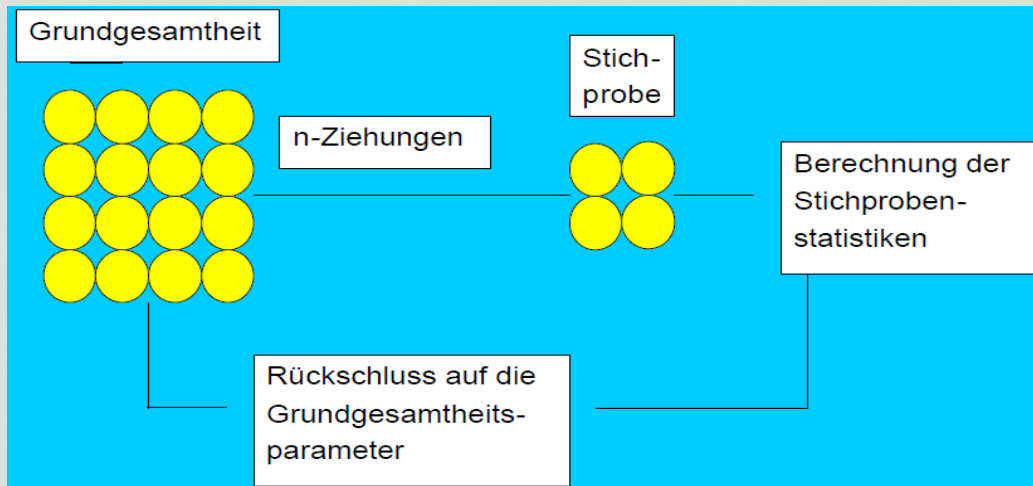 Grundgesamtheit
Stich-
probe
n-Ziehungen
Berechnung der
Stichproben-
statistiken
Rückschluss auf die
Grundgesamtheits-
parameter